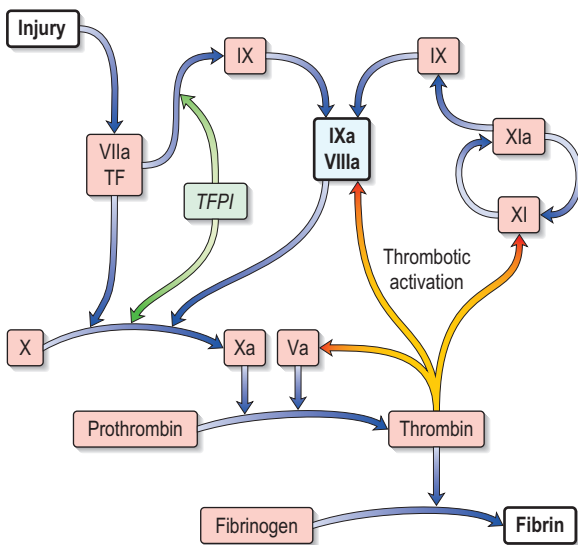 Injury
IX
IX
VIIa
TF
IXa
VIIIa
XIa
TFPI
XI
Thrombotic
activation
X
Xa
Va
Prothrombin
Thrombin
Fibrinogen
Fibrin